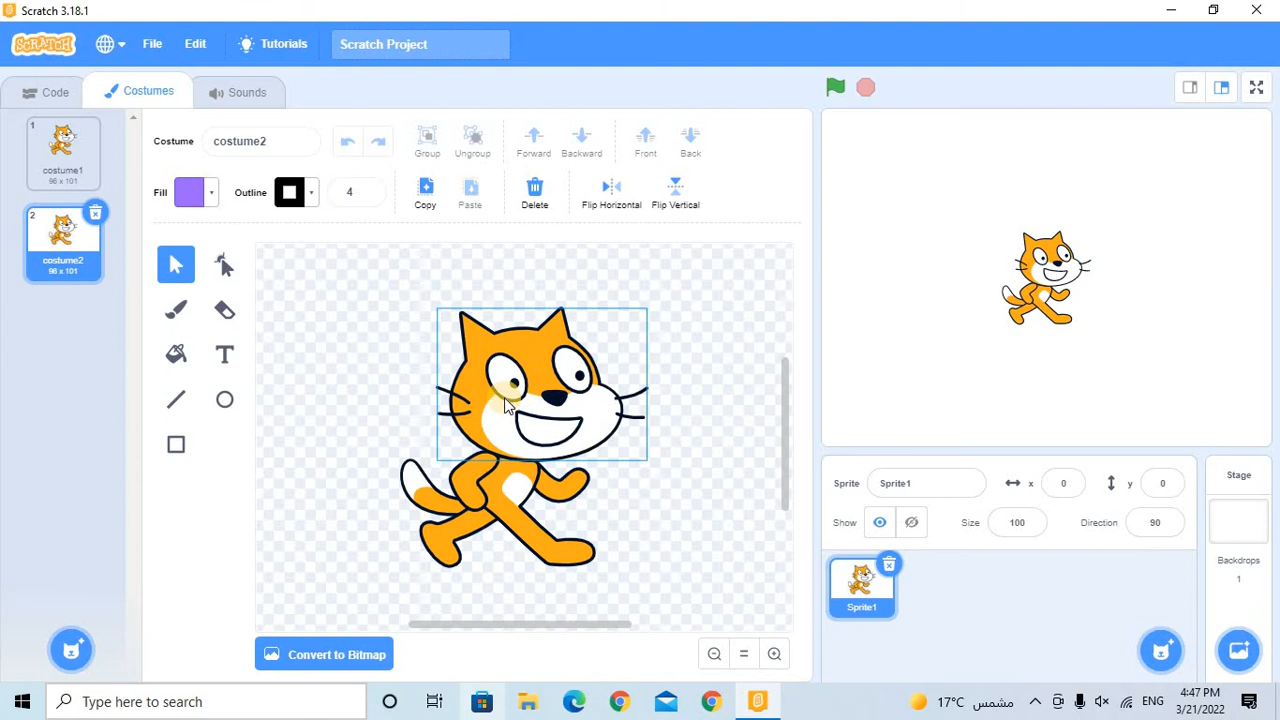 Scratch 3.18.1
SCRATCH
File
Edit
Tutorials
Scratch Project
Code
Costumes
Sounds
1
costume1
96 x 101
2
costume2
96 x 101
Costume
costume2
Group
Ungroup
Forward
Backward
Front
Back
Fill
Outline
4
Copy
Paste
Delete
Flip Horizontal
Flip Vertical
T
Convert to Bitmap
Sprite
Sprite1
x
0
y
0
Show
Size
100
Direction
90
Sprite1
Stage
Backdrops
1
Type here to search
17°C
مشمس
ENG
4:47 PM
3/21/2022